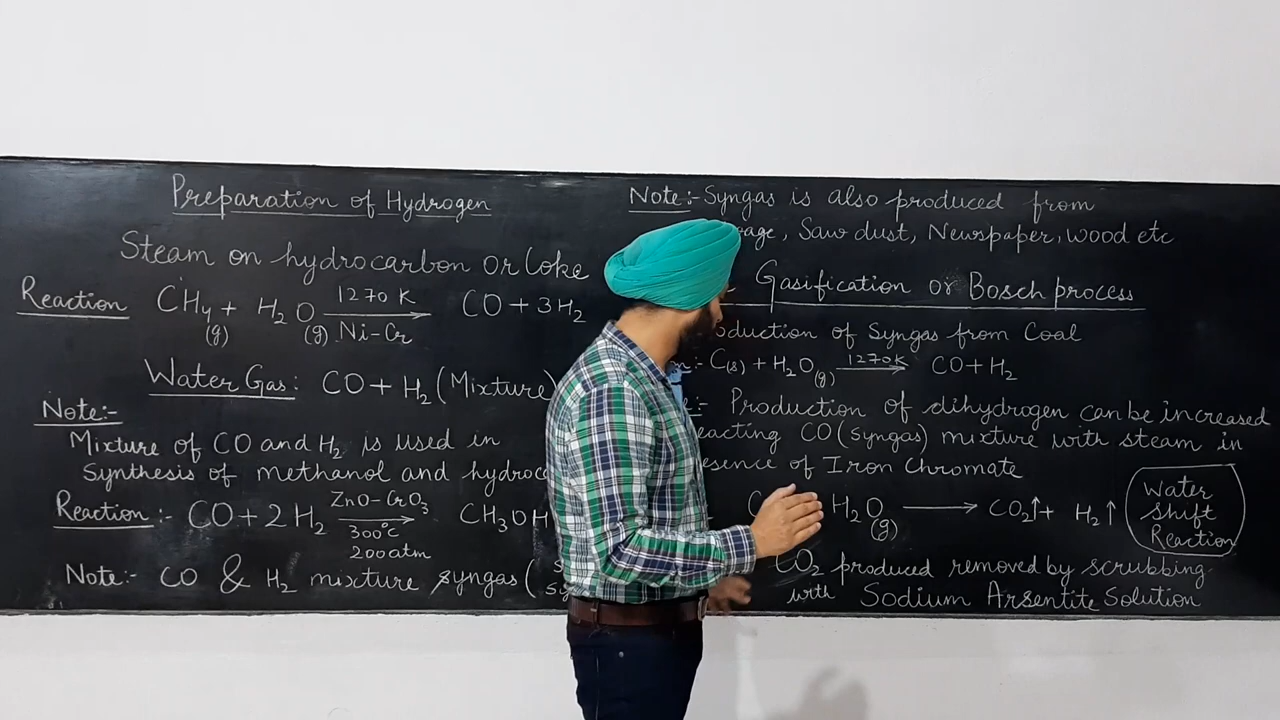 Preparation of Hydrogen
Steam on hydrocarbon or Coke
Reaction CH4 (g) + H2O (g) 1270 K Ni-Cr → CO + 3H2
Water Gas: CO + H2 (Mixture)
Note:-
Mixture of CO and H2 is used in
Synthesis of methanol and
Reaction:- CO + 2H2 ZnO-CrO3 300°C 200atm → CH3OH
Note:- CO & H2 mixture syngas (
Note:- Syngas is also produced from
Saw dust, Newspaper, wood etc
Gasification or Bosch process
of Syngas from Coal
C(s) + H2O(g) 1270K → CO + H2
Production of dihydrogen can be increased
CO (syngas) mixture with steam in
of Iron Chromate
H2O (g) → CO2↑ + H2↑
Water
Shift
Reaction
CO2 produced removed by scrubbing
with Sodium Arsentite Solution